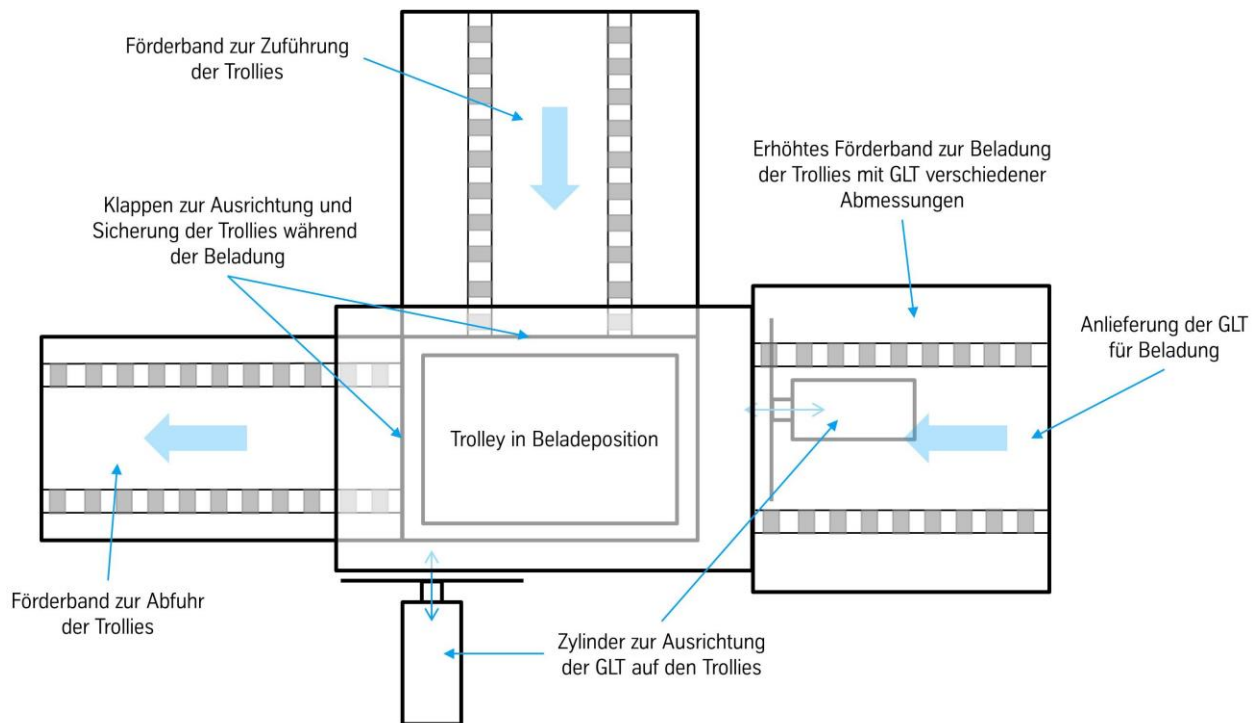 Förderband zur Zuführung
der Trollies
Erhöhtes Förderband zur Beladung
der Trollies mit GLT verschiedener
Abmessungen
Klappen zur Ausrichtung und
Sicherung der Trollies während
der Beladung
Anlieferung der GLT
für Beladung
Trolley in Beladeposition
Förderband zur Abfuhr
der Trollies
Zylinder zur Ausrichtung
der GLT auf den Trollies